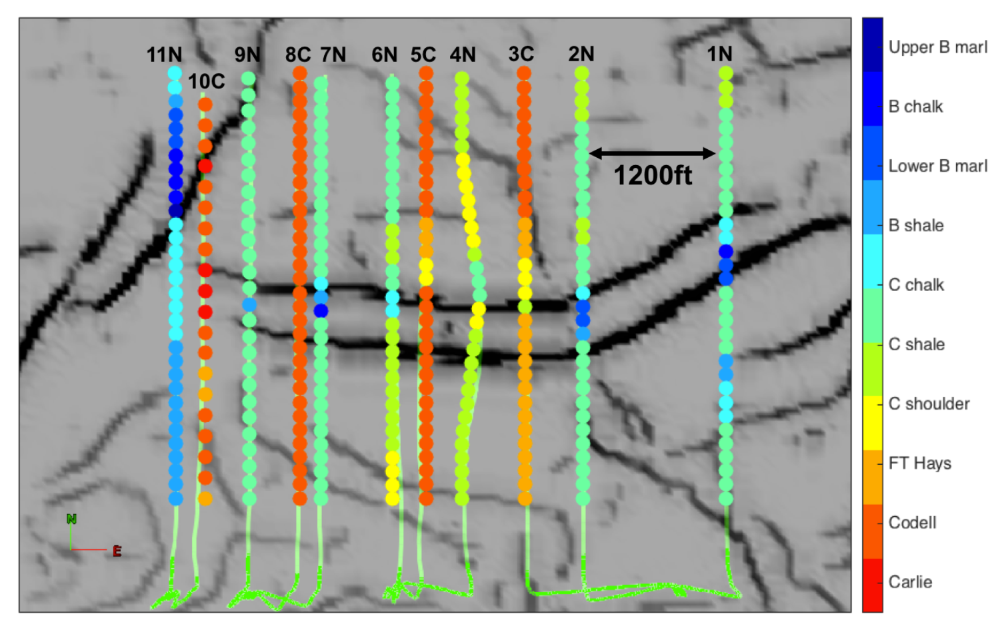 11N
10C
9N
8C
7N
6N
5C
4N
3C
2N
1N
1200ft
N
E
Upper B marl
B chalk
Lower B marl
B shale
C chalk
C shale
C shoulder
FT Hays
Codell
Carlie